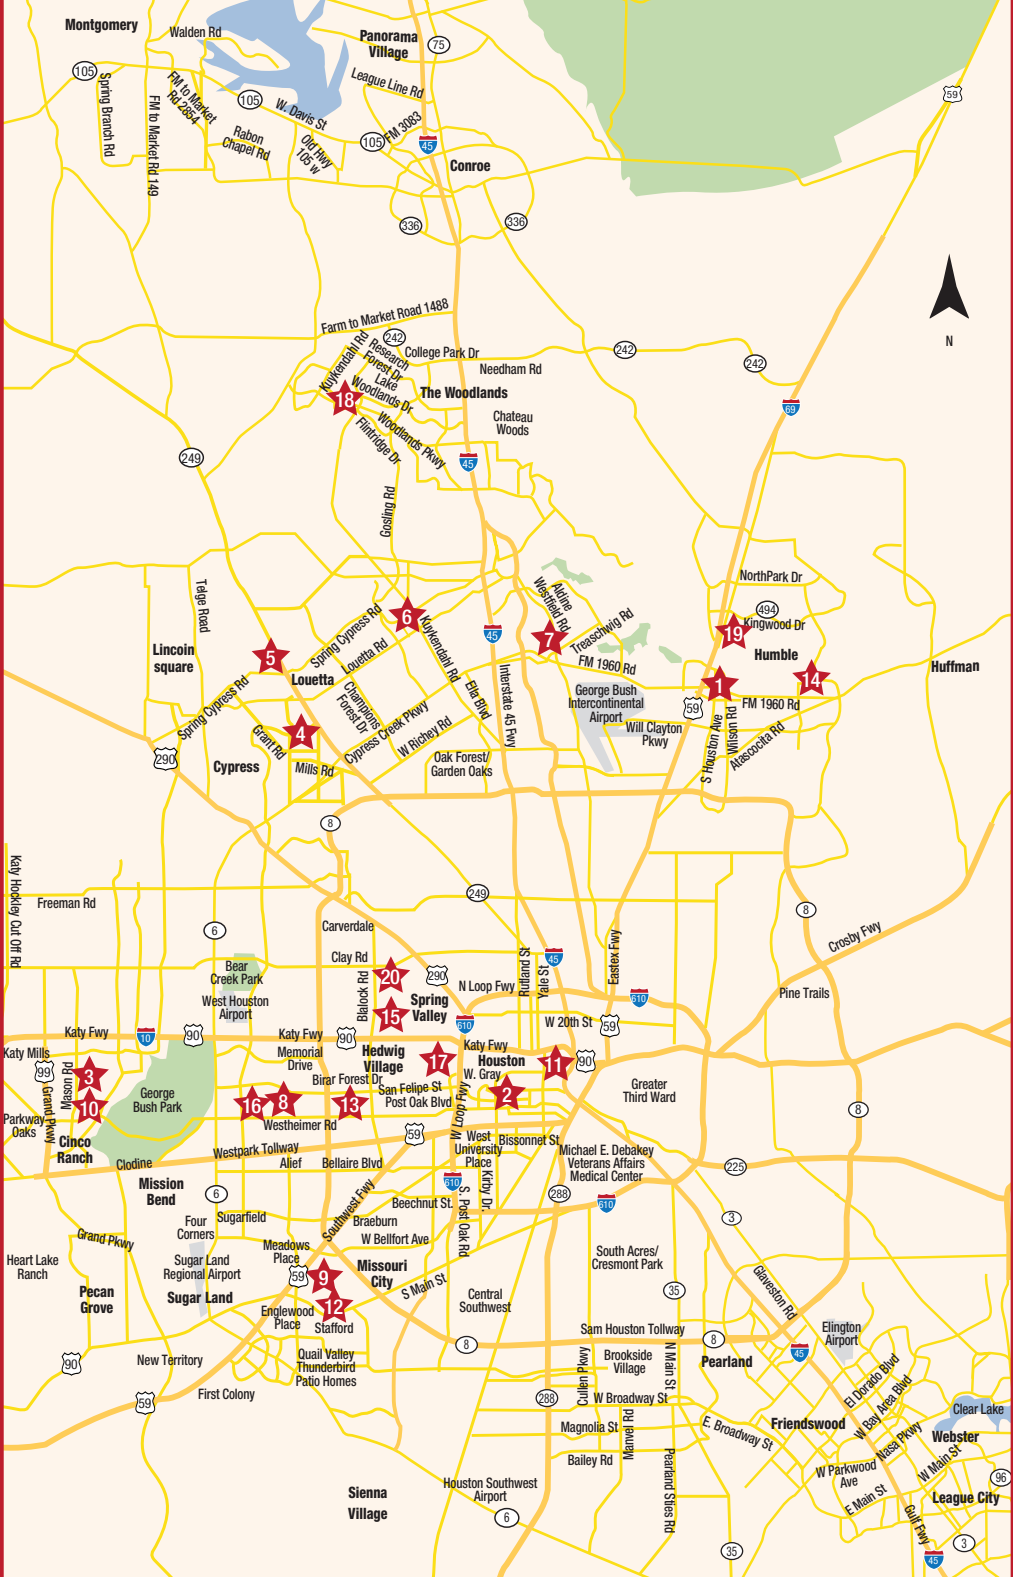 Montgomery
Walden Rd
Panorama
Village
75
105
Spring Branch Rd
FM to Market Rd 149
FM to Market
Rd 2854
105
W. Davis St
League Line Rd
59
Rabon
Chapel Rd
Old Hwy
105 w
105
FM 3083
45
Conroe
336
336
N
Farm to Market Road 1488
242
College Park Dr
Needham Rd
242
242
Kuykendahl Rd
Research
Forest Dr
Lake
Woodlands Dr
The Woodlands
18
Woodlands Pkwy
Flintridge Dr
Chateau
Woods
69
249
45
Gosling Rd
NorthPark Dr
494
Kingwood Dr
19
Humble
Telge Road
Aldine
Westfield Rd
Treaschwig Rd
6
7
45
Spring Cypress Rd
Louetta Rd
Kuykendahl Rd
Lincoin
square
5
Louetta
FM 1960 Rd
Huffman
1
14
Spring Cypress Rd
Champions
Forest Dr
Ella Blvd
Interstate 45 Fwy
George Bush
Intercontinental
Airport
59
FM 1960 Rd
Will Clayton
Pkwy
S Houston Ave
Wilson Rd
Atascocita Rd
4
Grant Rd
Cypress Creek Pkwy
W Richey Rd
290
Cypress
Mills Rd
Oak Forest/
Garden Oaks
8
Katy Hockley Cut Off Rd
Freeman Rd
249
8
6
Carverdale
Crosby Fwy
Clay Rd
Bear
Creek Park
20
290
Rutland St
Yale St
45
Eastex Fwy
Blalock Rd
N Loop Fwy
610
Pine Trails
West Houston
Airport
15
Spring
Valley
610
W 20th St
59
Katy Fwy
10
90
Katy Fwy
90
Katy Fwy
Katy Mills
99
Mason Rd
3
Memorial
Drive
Hedwig
Village
17
Houston
11
90
W. Gray
Birar Forest Dr
San Felipe St
Post Oak Blvd
2
Greater
Third Ward
10
George
Bush Park
16
8
13
W Loop Fwy
8
Grand Pkwy
Parkway
Oaks
Westheimer Rd
59
Cinco
Ranch
Clodine
Westpark Tollway
West
University
Place
Bissonnet St
Michael E. Debakey
Veterans Affairs
Medical Center
Alief
Bellaire Blvd
225
Mission
Bend
6
610
Kirby Dr.
288
610
Southwest Fwy
Beechnut St.
S. Post Oak Rd
3
Four
Corners
Sugarfield
Braeburn
W Bellfort Ave
Grand Pkwy
Meadows
Place
Heart Lake
Ranch
Sugar Land
Regional Airport
59
9
Missouri
City
S Main St
South Acres/
Cresmont Park
35
Glaveston Rd
Pecan
Grove
Sugar Land
12
Central
Southwest
Englewood
Place
Stafford
Sam Houston Tollway
8
8
Elington
Airport
45
90
New Territory
Quail Valley
Thunderbird
Patio Homes
Cullen Pkwy
Brookside
Village
N Main St
Pearland
59
First Colony
288
W Broadway St
El Dorado Blvd
W Bay Area Blvd
Clear Lake
Magnolia St
Manvel Rd
E. Broadway St
Friendswood
Webster
Nasa Pkwy
W Main St
Bailey Rd
Pearland Sties Rd
W Parkwood
Ave
96
Sienna
Village
Houston Southwest
Airport
6
E Main St
League City
Gulf Fwy
35
3
45